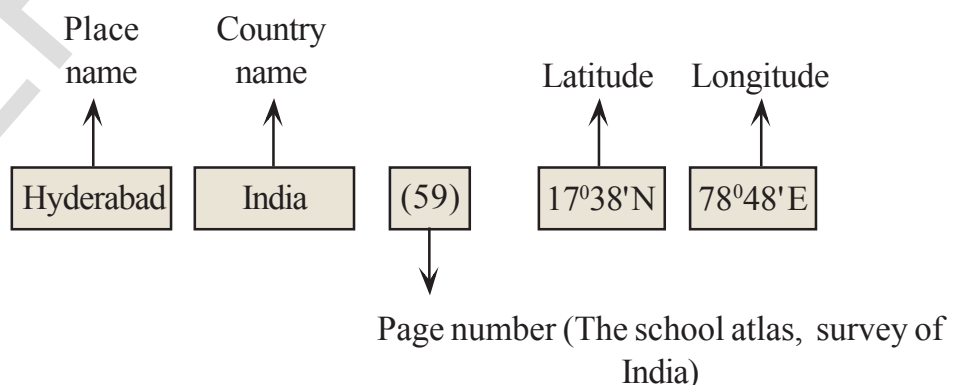 Place
name
Country
name
Latitude Longitude
Hyderabad India (59) 17⁰38'N 78⁰48'E
Page number (The school atlas, survey of
India)